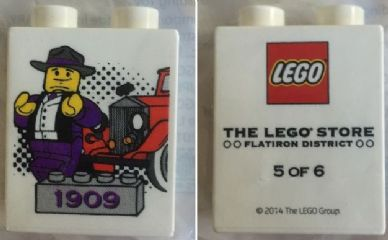 1909
LEGO
THE LEGO STORE
FLATIRON DISTRICT
5 OF 6
© 2014 The LEGO Group.